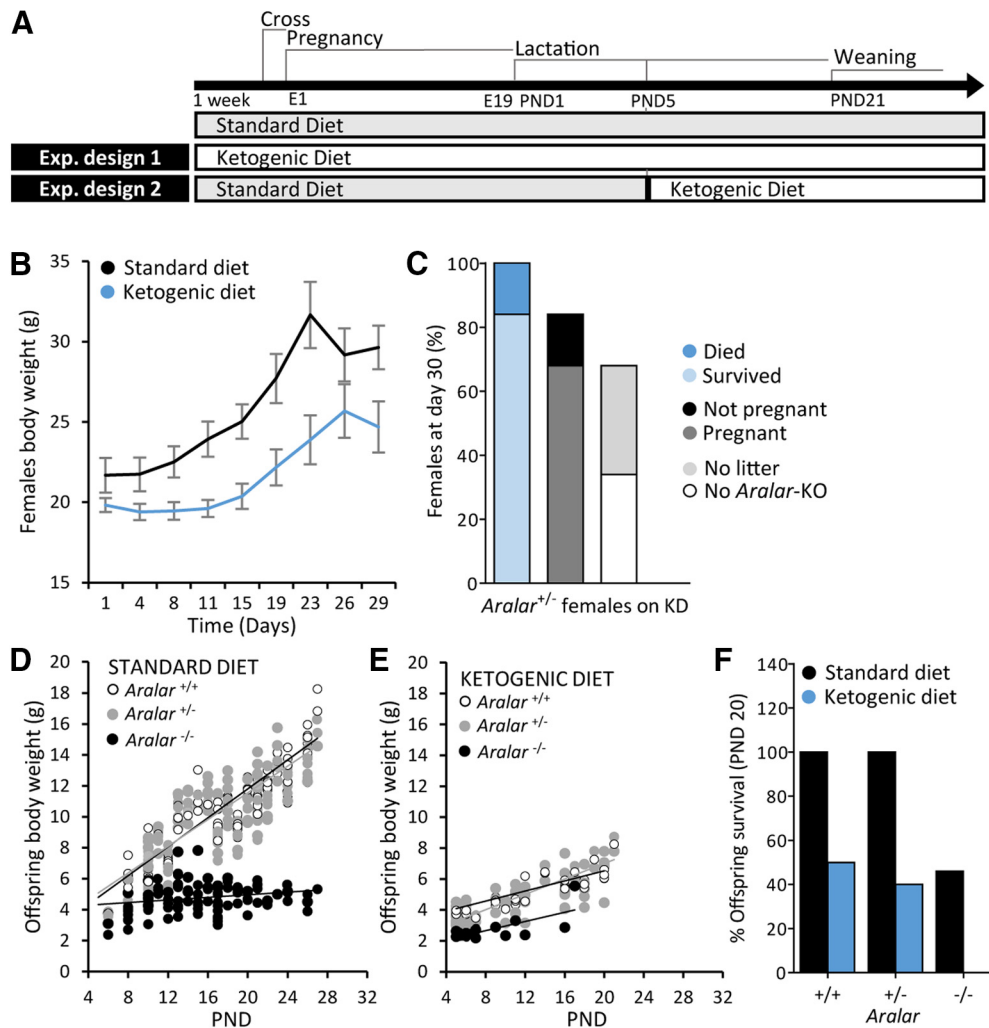 A
Cross
Pregnancy
Lactation
Weaning
1 week
E1
E19
PND1
PND5
PND21
Standard Diet
Exp. design 1
Ketogenic Diet
Exp. design 2
Standard Diet
Ketogenic Diet
B
Standard diet
Ketogenic diet
Females body weight (g)
35
30
25
20
15
1 4 8 11 15 19 23 26 29
Time (Days)
C
Females at day 30 (%)
100
80
60
40
20
0
Aralar+/- females on KD
Died
Survived
Not pregnant
Pregnant
No litter
No Aralar-KO
D
STANDARD DIET
Aralar +/+
Aralar +/-
Aralar -/-
Offspring body weight (g)
20
18
16
14
12
10
8
6
4
2
0
4 8 12 16 20 24 28 32
PND
E
KETOGENIC DIET
Aralar +/+
Aralar +/-
Aralar -/-
Offspring body weight (g)
20
18
16
14
12
10
8
6
4
2
0
4 8 12 16 20 24 28 32
PND
F
Standard diet
Ketogenic diet
% Offspring survival (PND 20)
140
120
100
80
60
40
20
0
+/+ +/- -/-
Aralar